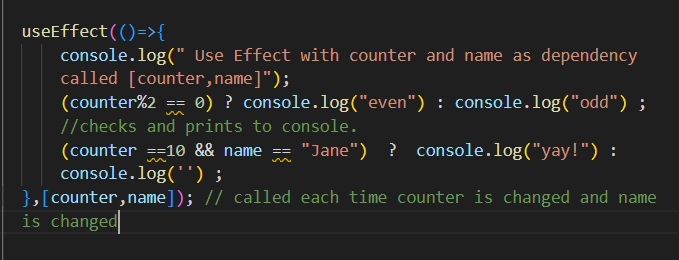 useEffect(()=>{
console.log(" Use Effect with counter and name as dependency
called [counter,name]");
(counter%2 == 0) ? console.log("even") : console.log("odd") ;
//checks and prints to console.
(counter ==10 && name == "Jane")  ?  console.log("yay!") :
console.log('') ;
},[counter,name]); // called each time counter is changed and name
is changed